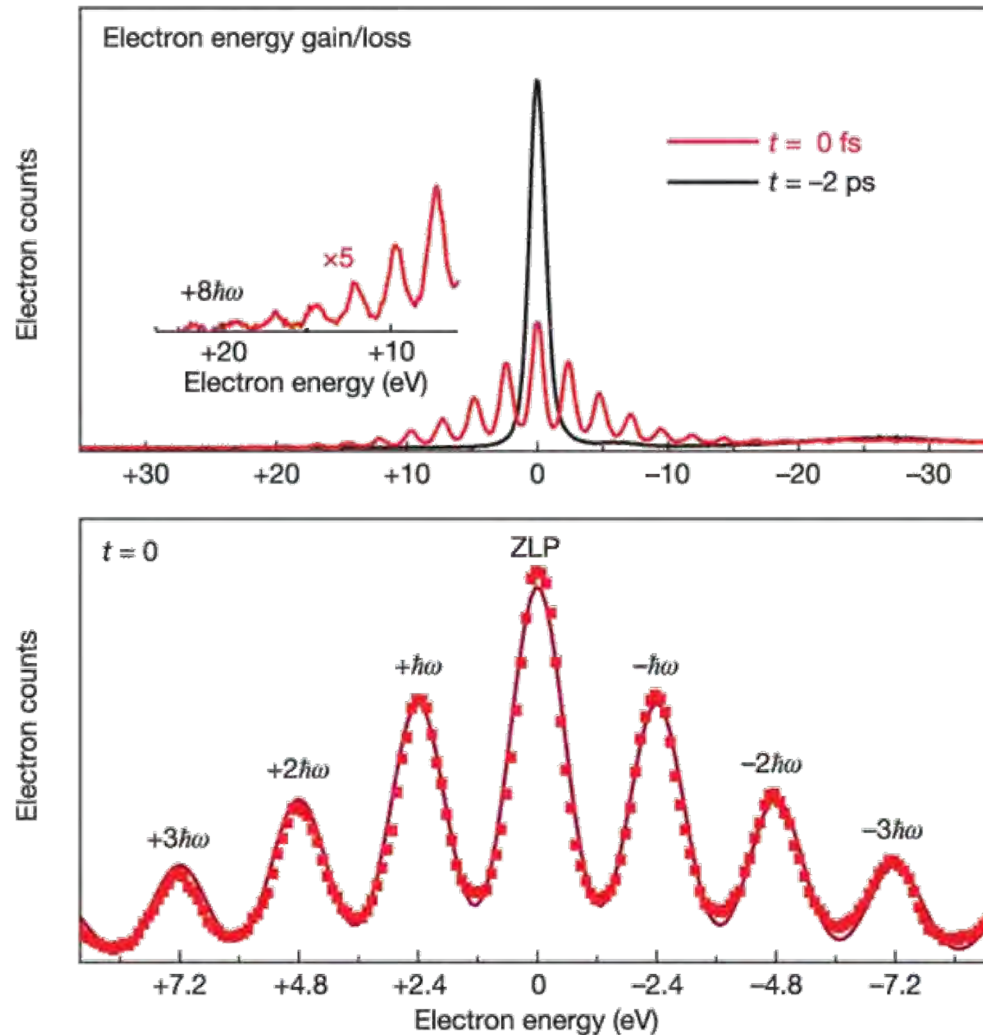 Electron energy gain/loss
Electron counts
t = 0 fs
t = –2 ps
×5
+8ℏω
+20 +10
Electron energy (eV)
+30 +20 +10 0 –10 –20 –30
t = 0
ZLP
Electron counts
+ℏω –ℏω
+2ℏω –2ℏω
+3ℏω –3ℏω
+7.2 +4.8 +2.4 0 –2.4 –4.8 –7.2
Electron energy (eV)